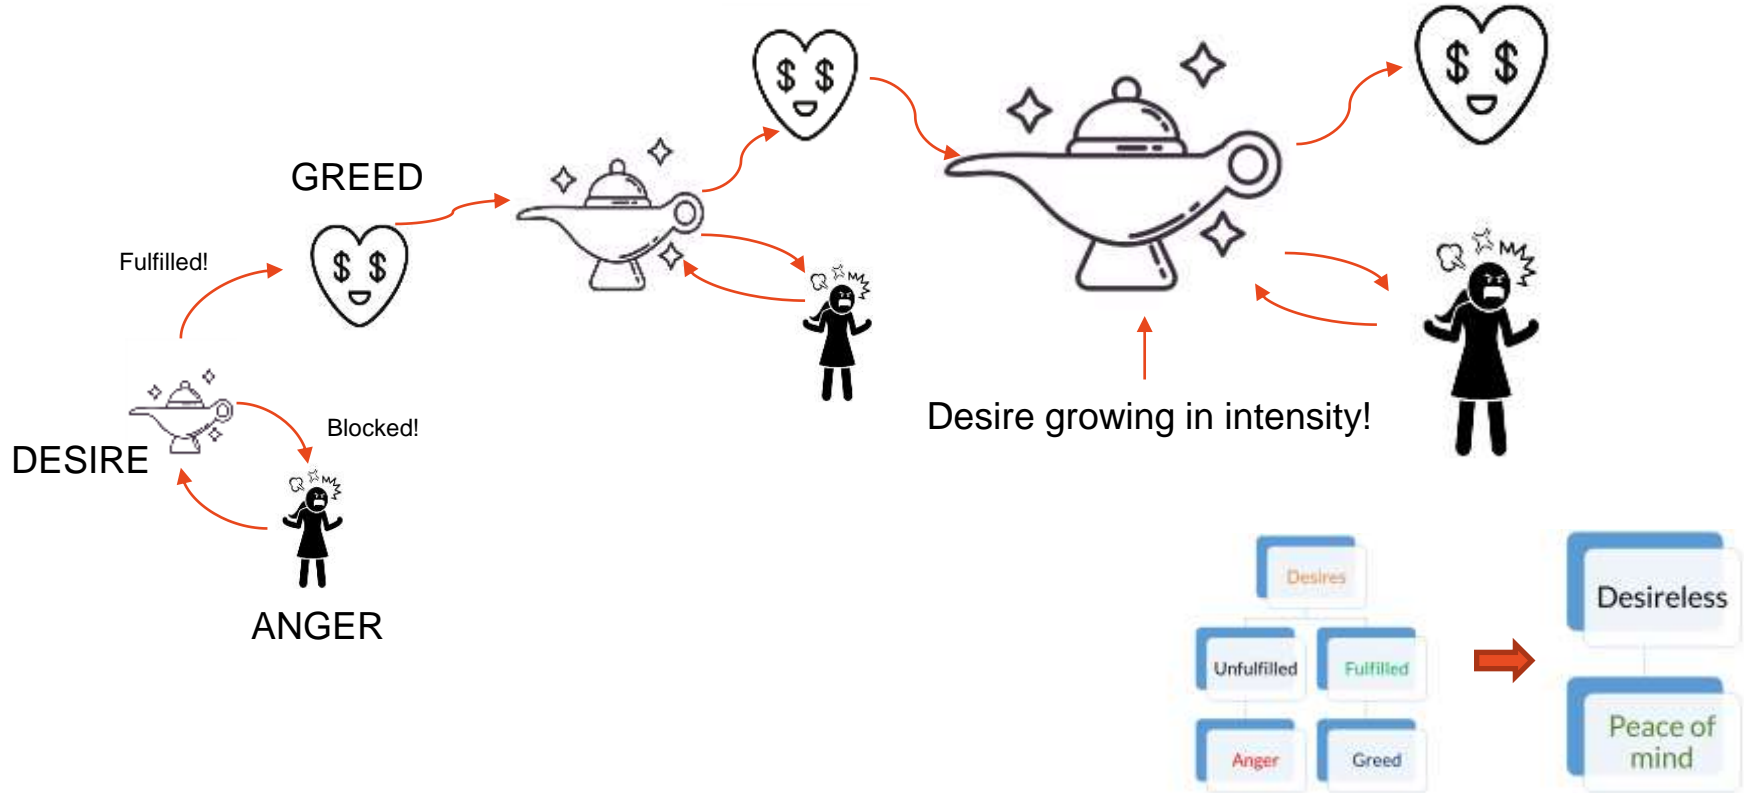 GREED
$ $
$ $
$ $
Fulfilled!
Blocked!
DESIRE
Desire growing in intensity!
ANGER
Desires
Unfulfilled
Fulfilled
Anger
Greed
Desireless
Peace of
mind